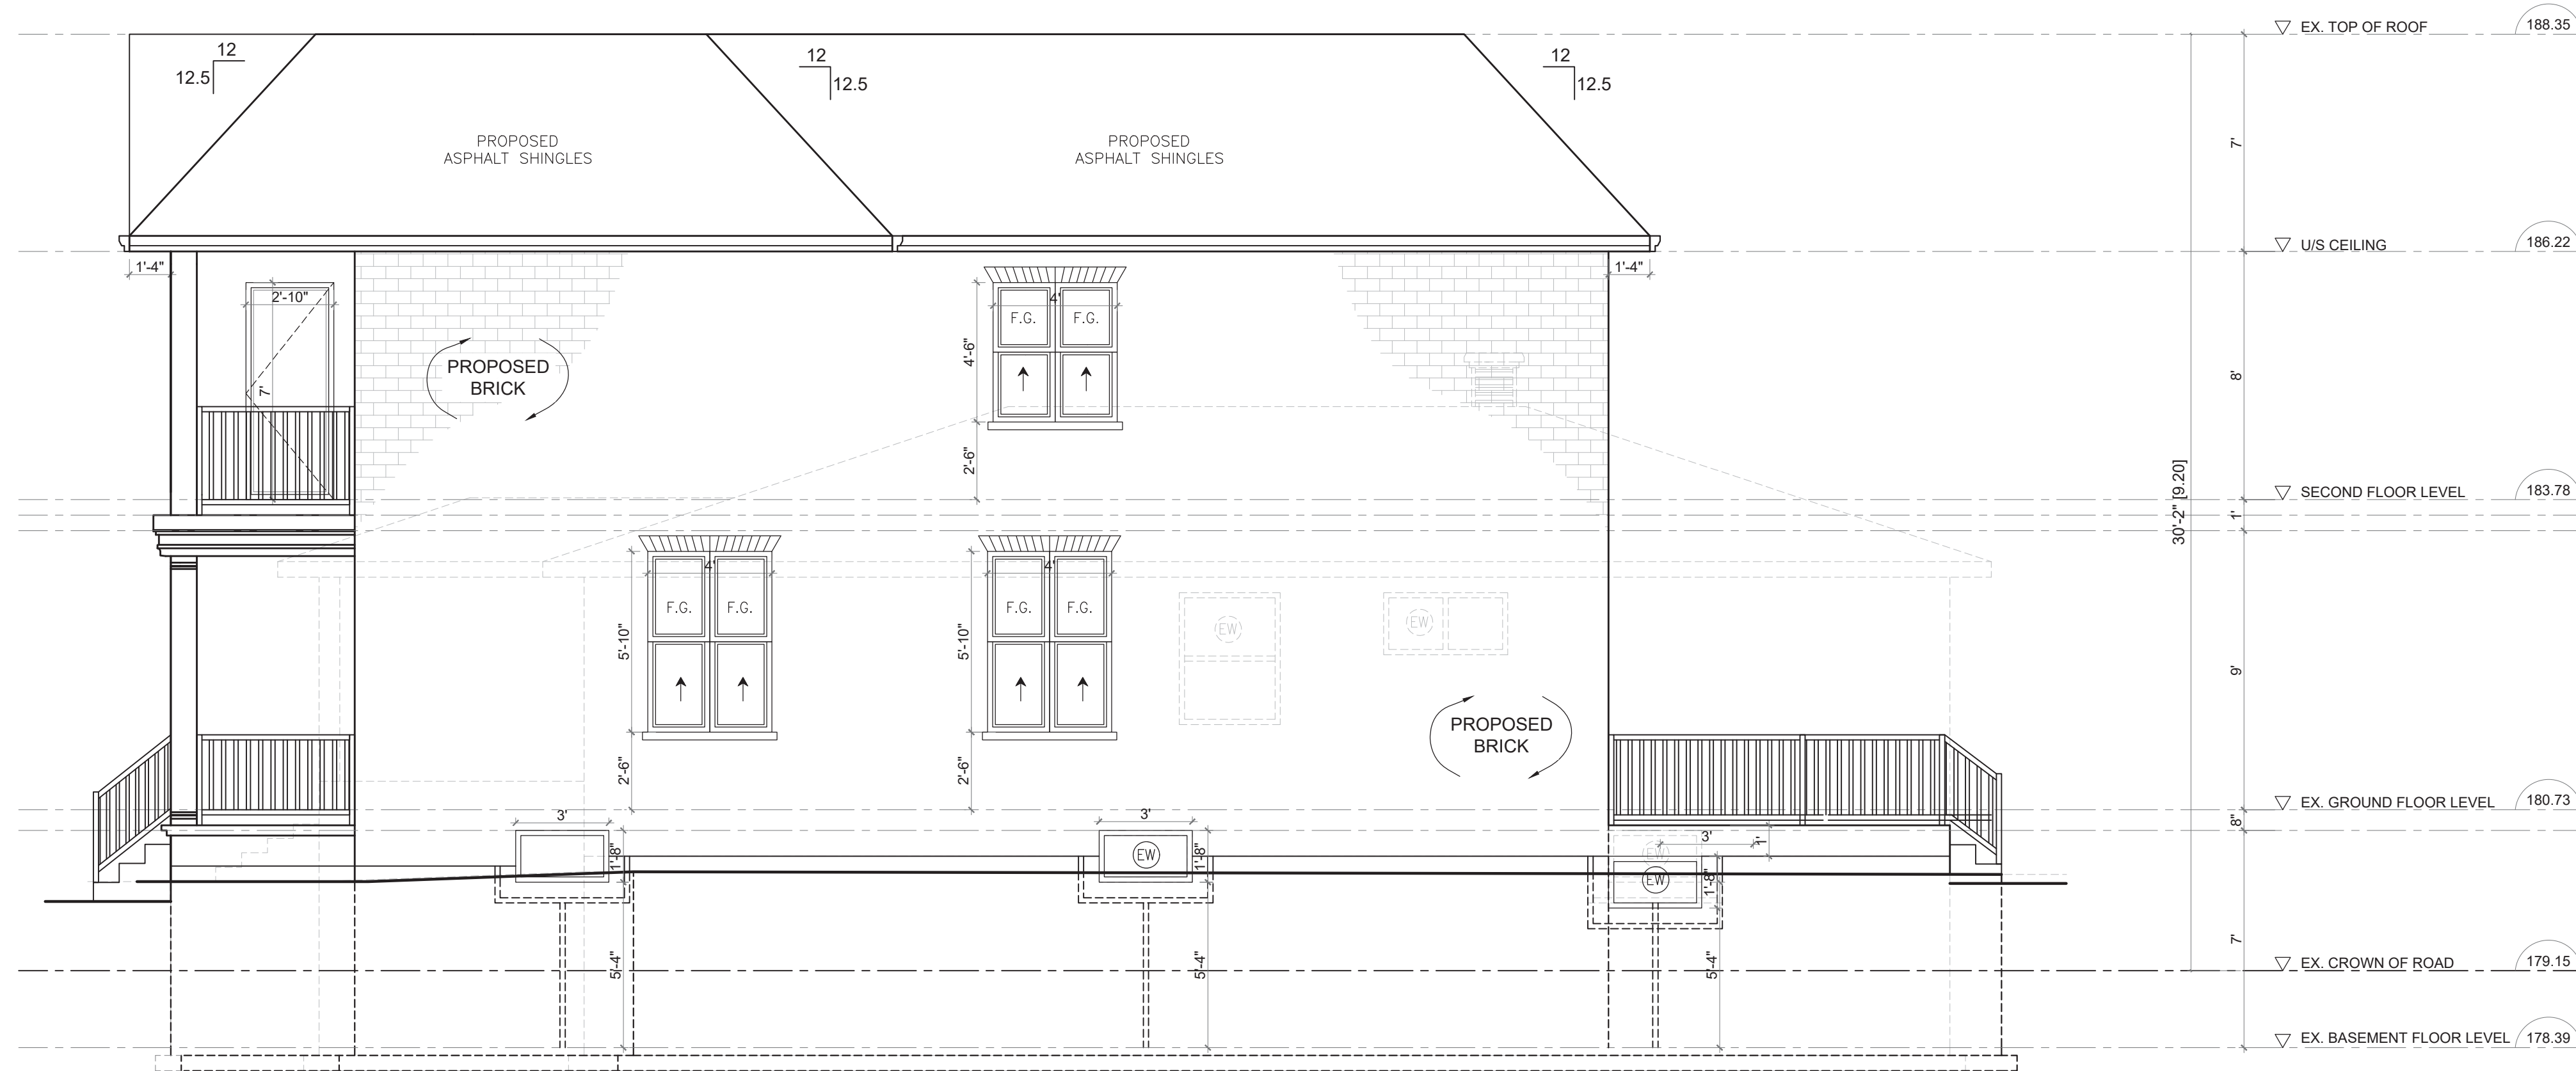 EX. TOP OF ROOF 188.35
12
12.5
12
12.5
12
12.5
PROPOSED
ASPHALT SHINGLES
PROPOSED
ASPHALT SHINGLES
7'
U/S CEILING 186.22
1'-4"
1'-4"
2'-10"
7'
4'
F.G. F.G.
4'-6"
2'-6"
PROPOSED
BRICK
8'
30'-2" [9.20]
SECOND FLOOR LEVEL 183.78
1'
4'
F.G. F.G.
5'-10"
2'-6"
4'
F.G. F.G.
5'-10"
2'-6"
EW
EW
PROPOSED
BRICK
9'
EX. GROUND FLOOR LEVEL 180.73
8"
3'
1'-8"
5'-4"
3'
EW
1'-8"
5'-4"
3'
1'
EW
EW
1'-8"
5'-4"
7'
EX. CROWN OF ROAD 179.15
EX. BASEMENT FLOOR LEVEL 178.39